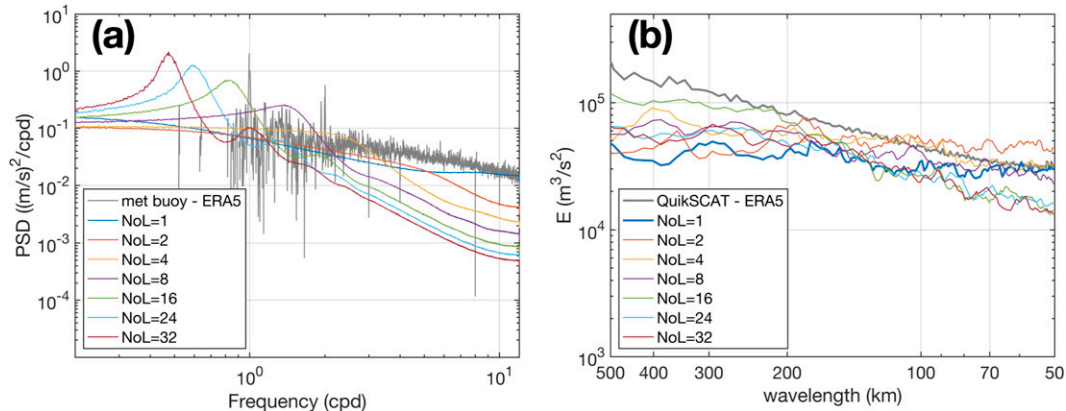 (a)
10^1
10^0
10^-1
10^-2
10^-3
10^-4
PSD ((m/s)^2/cpd)
met buoy - ERA5
NoL=1
NoL=2
NoL=4
NoL=8
NoL=16
NoL=24
NoL=32
10^0
10^1
Frequency (cpd)
(b)
10^5
10^4
10^3
E (m^3/s^2)
QuikSCAT - ERA5
NoL=1
NoL=2
NoL=4
NoL=8
NoL=16
NoL=24
NoL=32
500 400 300 200 100 70 50
wavelength (km)